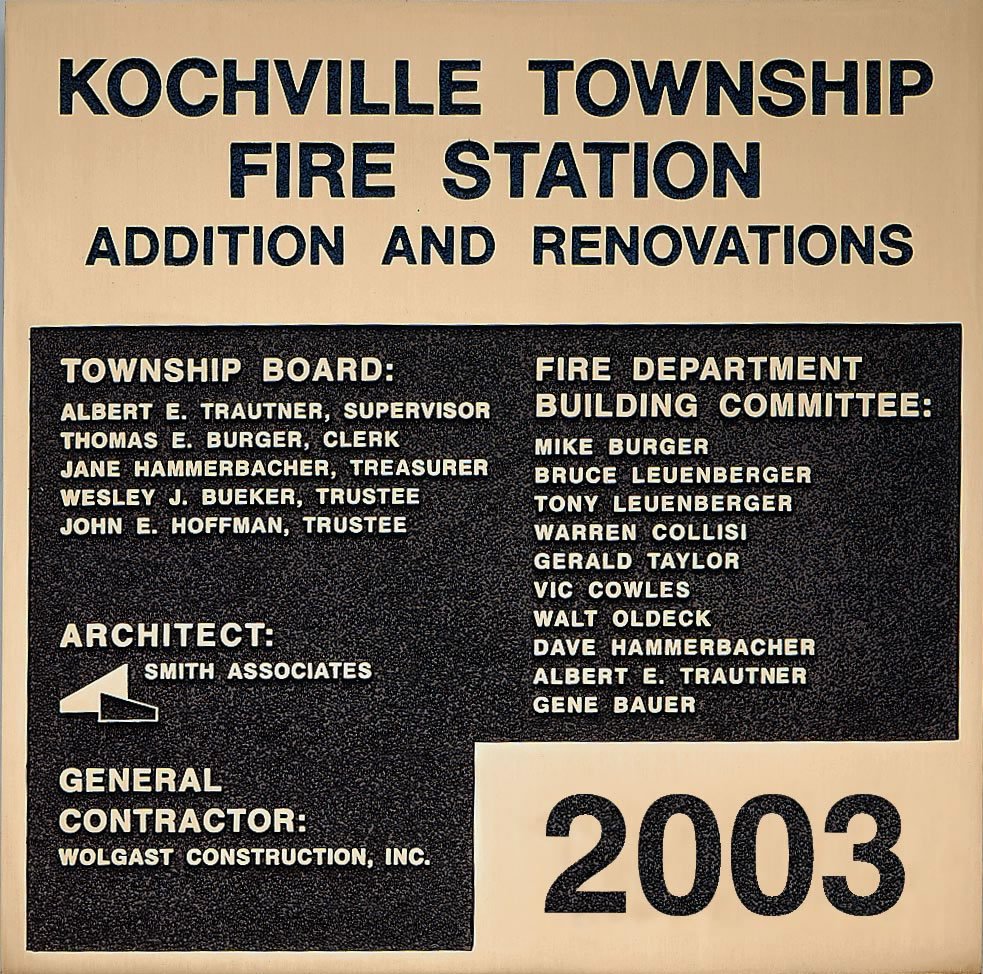 KOCHVILLE TOWNSHIP
FIRE STATION
ADDITION AND RENOVATIONS
TOWNSHIP BOARD:
ALBERT E. TRAUTNER, SUPERVISOR
THOMAS E. BURGER, CLERK
JANE HAMMERBACHER, TREASURER
WESLEY J. BUEKER, TRUSTEE
JOHN E. HOFFMAN, TRUSTEE
ARCHITECT:
SMITH ASSOCIATES
GENERAL
CONTRACTOR:
WOLGAST CONSTRUCTION, INC.
FIRE DEPARTMENT
BUILDING COMMITTEE:
MIKE BURGER
BRUCE LEUENBERGER
TONY LEUENBERGER
WARREN COLLISI
GERALD TAYLOR
VIC COWLES
WALT OLDECK
DAVE HAMMERBACHER
ALBERT E. TRAUTNER
GENE BAUER
2003